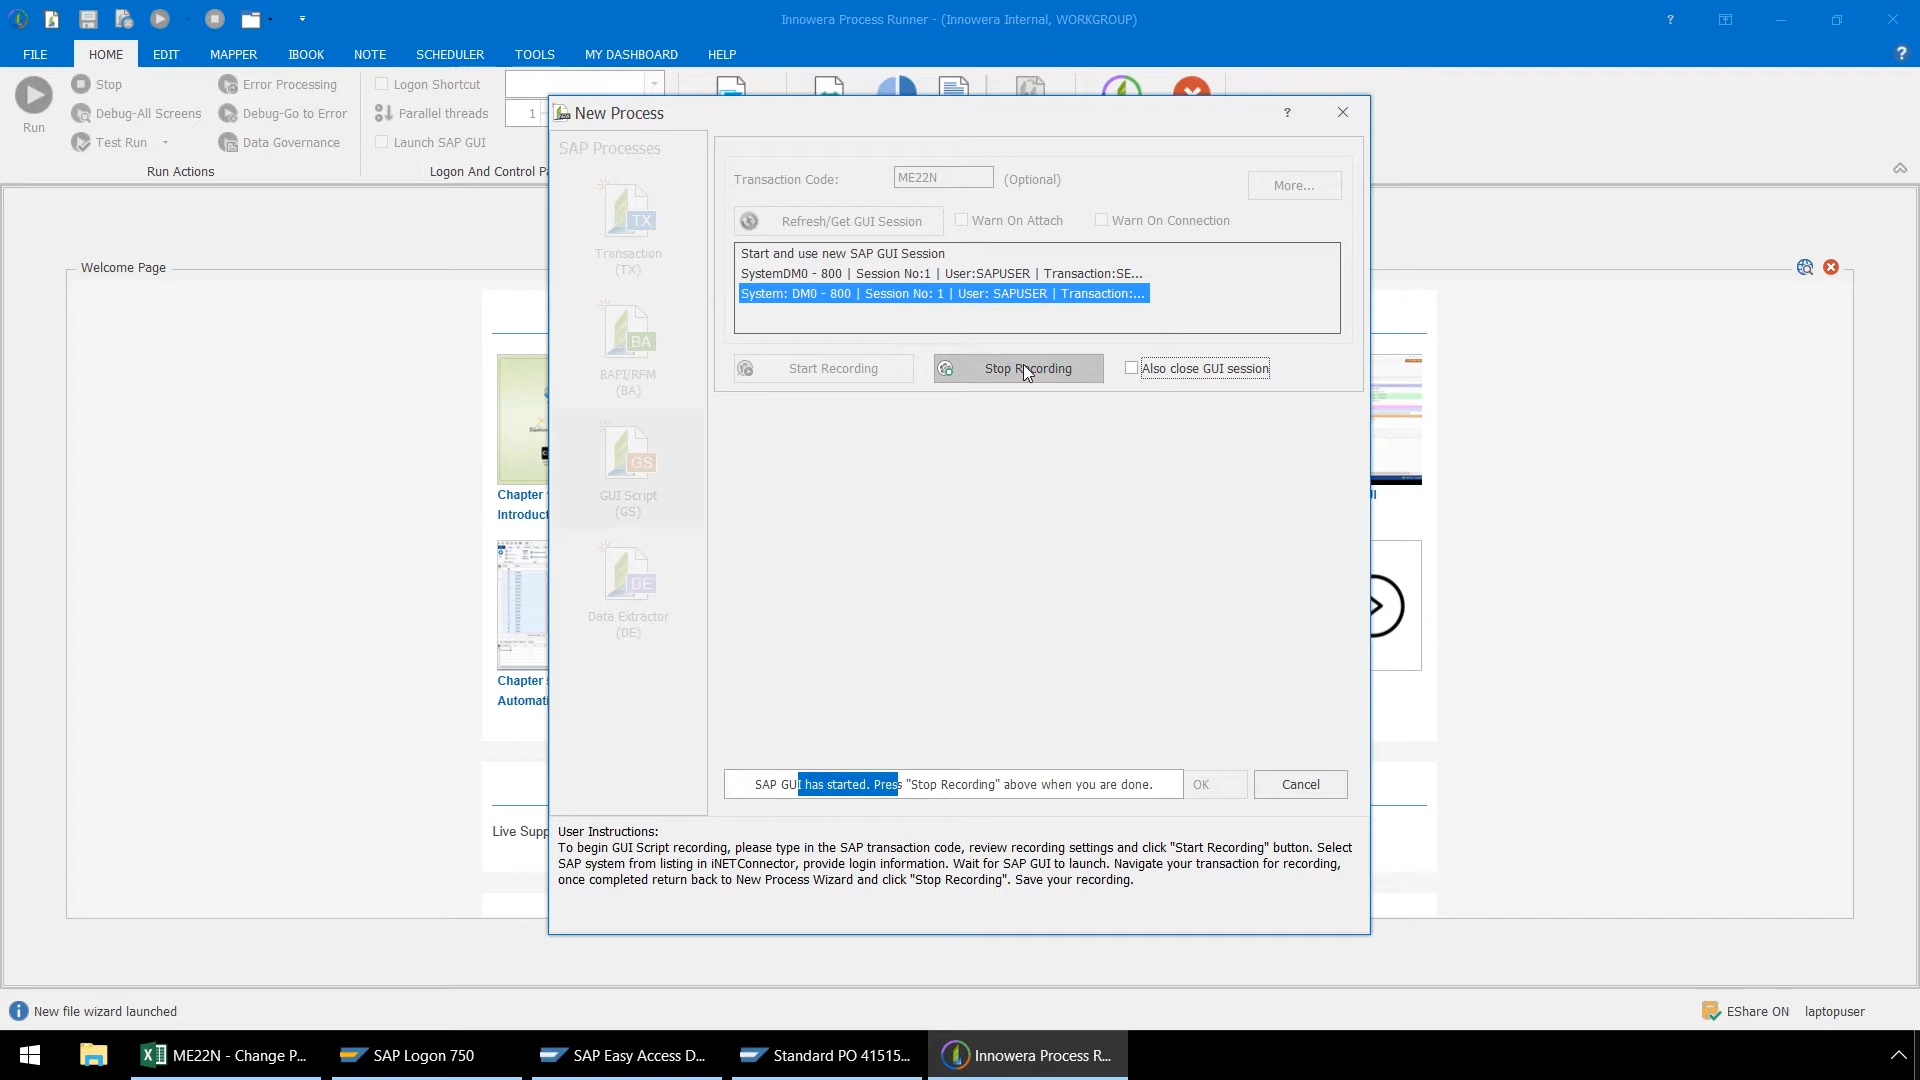 Innowera Process Runner - (Innowera Internal, WORKGROUP)
FILE HOME EDIT MAPPER IBOOK NOTE SCHEDULER TOOLS MY DASHBOARD HELP
Run
Stop
Debug-All Screens
Test Run
Error Processing
Debug-Go to Error
Data Governance
Run Actions
Logon Shortcut
Parallel threads
1
Launch SAP GUI
Logon And Control Pa
New Process
SAP Processes
TX
Transaction
(TX)
BA
BAPI/RFM
(BA)
GS
GUI Script
(GS)
DE
Data Extractor
(DE)
Transaction Code:
ME22N
(Optional)
More...
Refresh/Get GUI Session
Warn On Attach
Warn On Connection
Start and use new SAP GUI Session
SystemDM0 - 800 | Session No:1 | User:SAPUSER | Transaction:SE...
System: DM0 - 800 | Session No: 1 | User: SAPUSER | Transaction:...
Start Recording
Stop Recording
Also close GUI session
SAP GUI has started. Press "Stop Recording" above when you are done.
OK
Cancel
User Instructions:
To begin GUI Script recording, please type in the SAP transaction code, review recording settings and click "Start Recording" button. Select
SAP system from listing in iNETConnector, provide login information. Wait for SAP GUI to launch. Navigate your transaction for recording,
once completed return back to New Process Wizard and click "Stop Recording". Save your recording.
Welcome Page
Chapter
Introduct
Chapter
Automati
Live Supp
New file wizard launched
EShare ON
laptopuser
ME22N - Change P...
SAP Logon 750
SAP Easy Access D...
Standard PO 41515...
Innowera Process R...